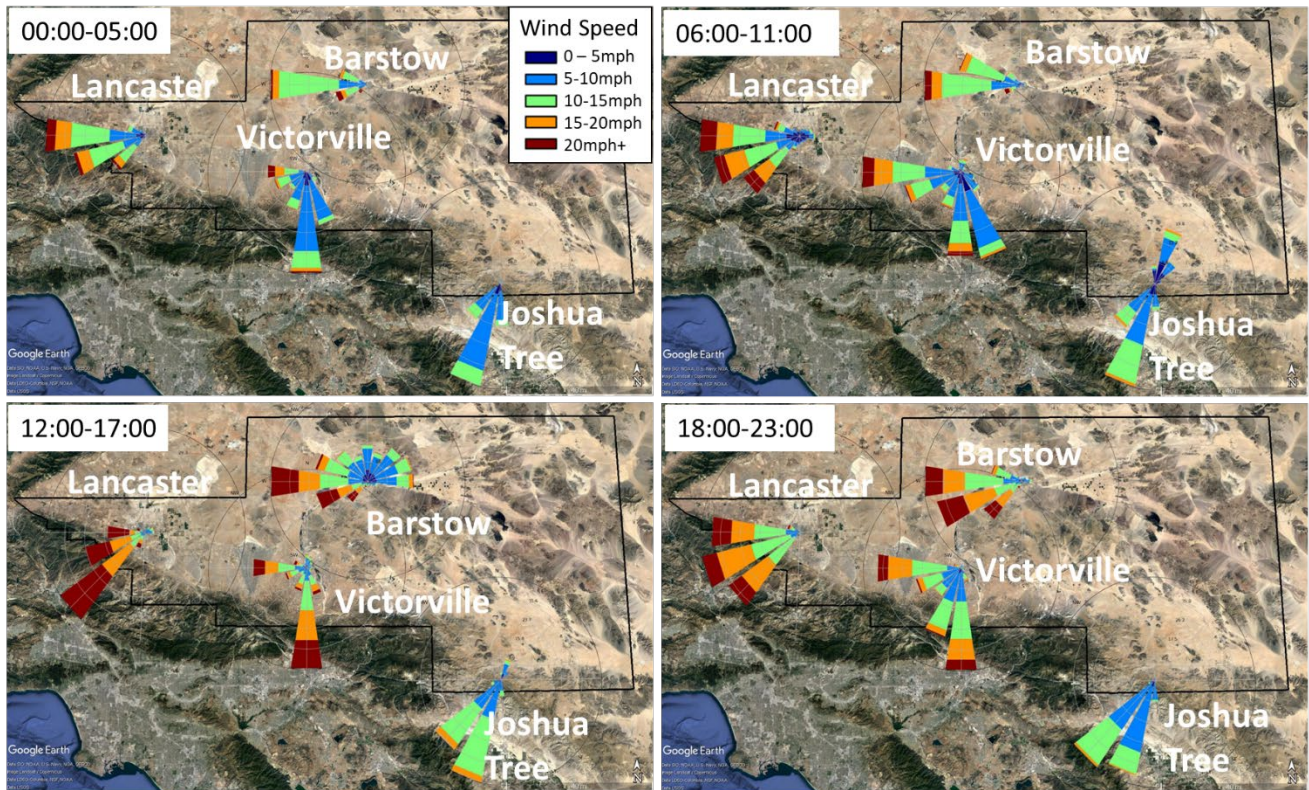 00:00-05:00
Lancaster
Barstow
Victorville
Joshua
Tree
Google Earth
N
Wind Speed
0 – 5mph
5-10mph
10-15mph
15-20mph
20mph+
06:00-11:00
Lancaster
Barstow
Victorville
Joshua
Tree
Google Earth
N
12:00-17:00
Lancaster
Barstow
Victorville
Joshua
Tree
Google Earth
N
18:00-23:00
Lancaster
Barstow
Victorville
Joshua
Tree
Google Earth
N